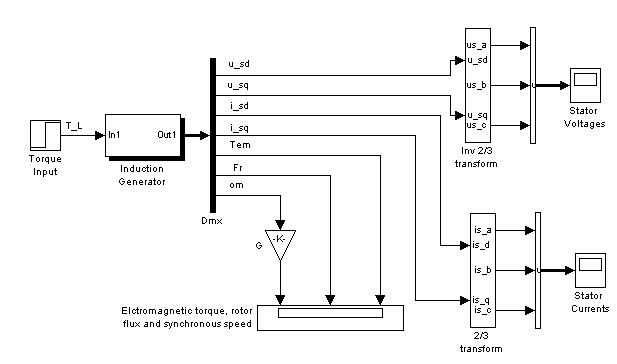 u_sd
u_sq
i_sd
i_sq
Tem
Fr
om
T_L
In1
Out1
Torque
Input
Induction
Generator
Dmx
G
-K-
Elctromagnetic torque, rotor
flux and synchronous speed
us_a
u_sd
us_b
u_sq
us_c
Inv 2/3
transform
u
Stator
Voltages
is_a
is_d
is_b
is_q
is_c
2/3
transform
u
Stator
Currents